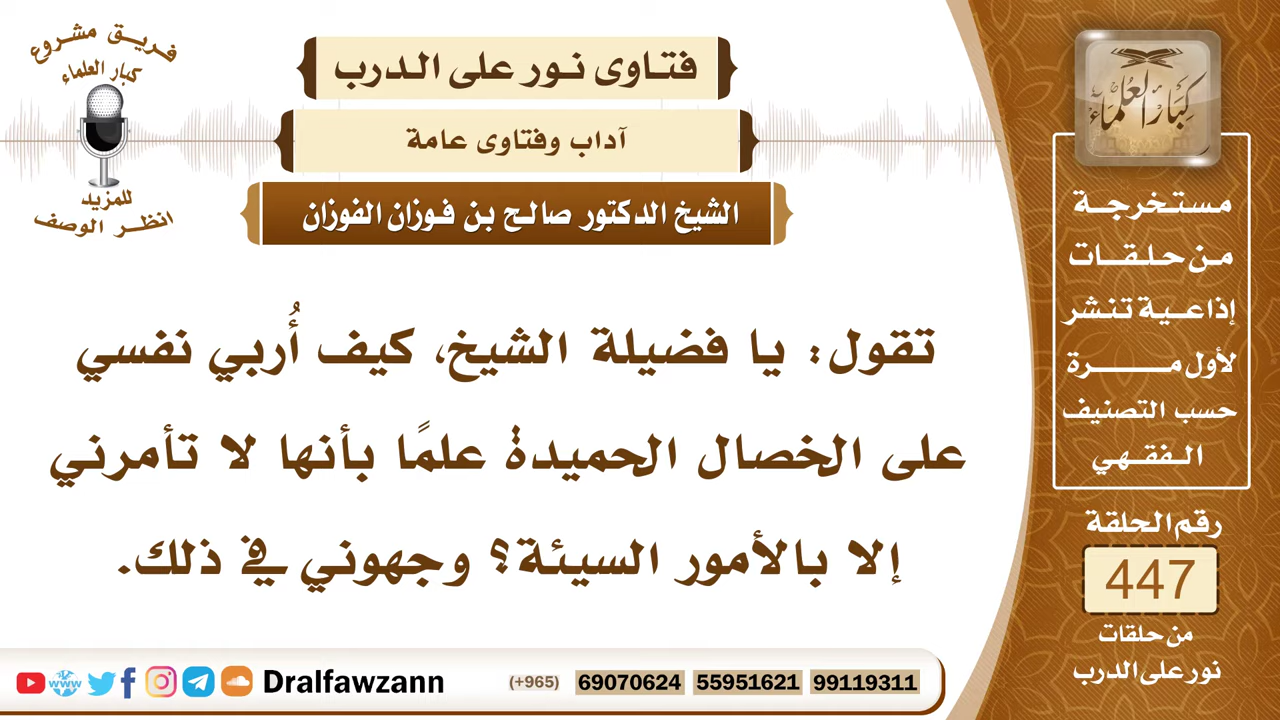 فريق مشروع
كبار العلماء
للمزيد
انظر الوصف
فتاوى نور على الدرب
آداب وفتاوى عامة
الشيخ الدكتور صالح بن فوزان الفوزان
تقول: يا فضيلة الشيخ، كيف أُربي نفسي
على الخصال الحميدة علمًا بأنها لا تأمرني
إلا بالأمور السيئة؟ وجهوني في ذلك.
كبار العلماء
مستخرجة
من حلقات
إذاعية تنشر
لأول مرة
حسب التصنيف
الفقهي
رقم الحلقة
447
من حلقات
نور على الدرب
www Dralfawzann (+965) 69070624 55951621 99119311